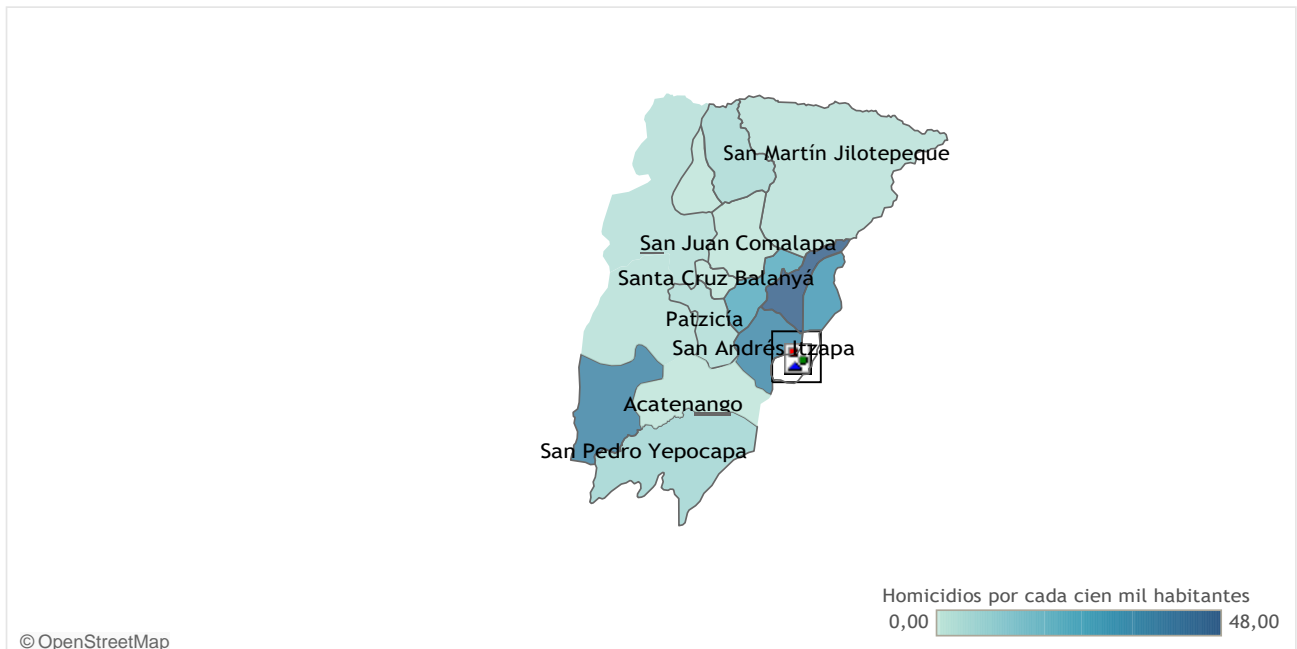 San Martín Jilotepeque
San Juan Comalapa
Santa Cruz Balanyá
Patzicía
San Andrés Itzapa
Acatenango
San Pedro Yepocapa
Homicidios por cada cien mil habitantes
0,00 48,00
© OpenStreetMap